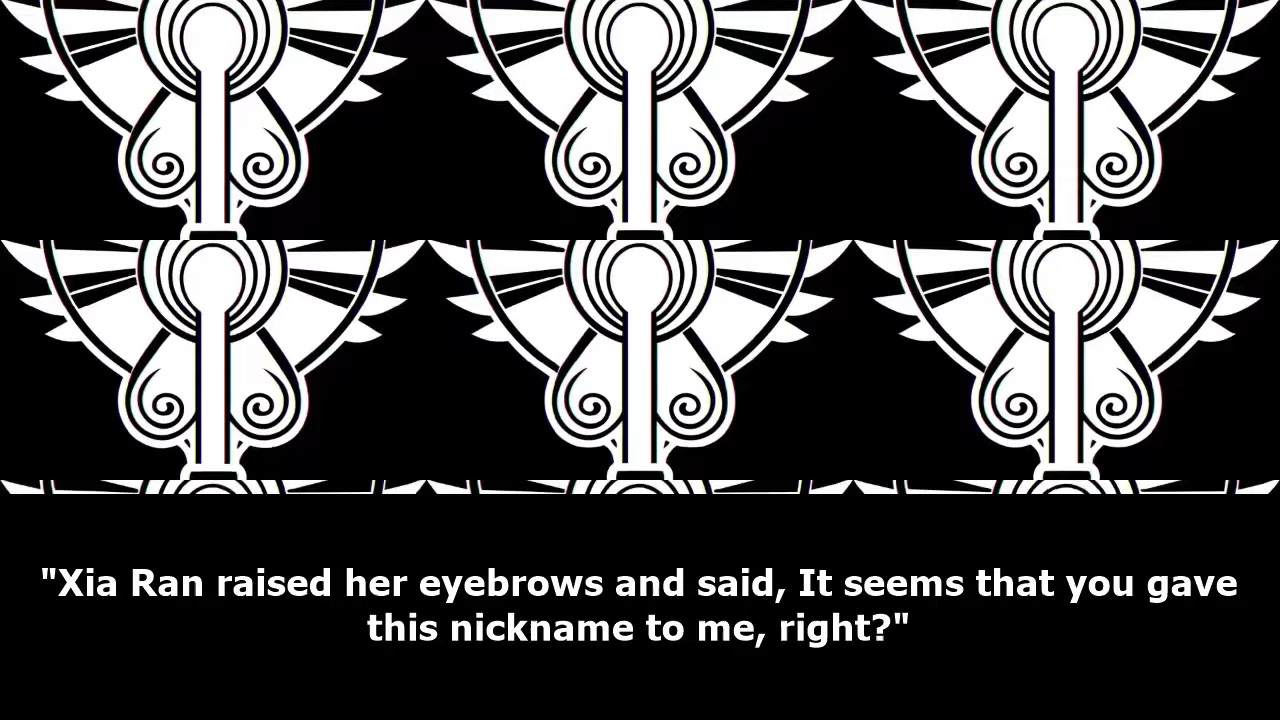 "Xia Ran raised her eyebrows and said, It seems that you gave
this nickname to me, right?"